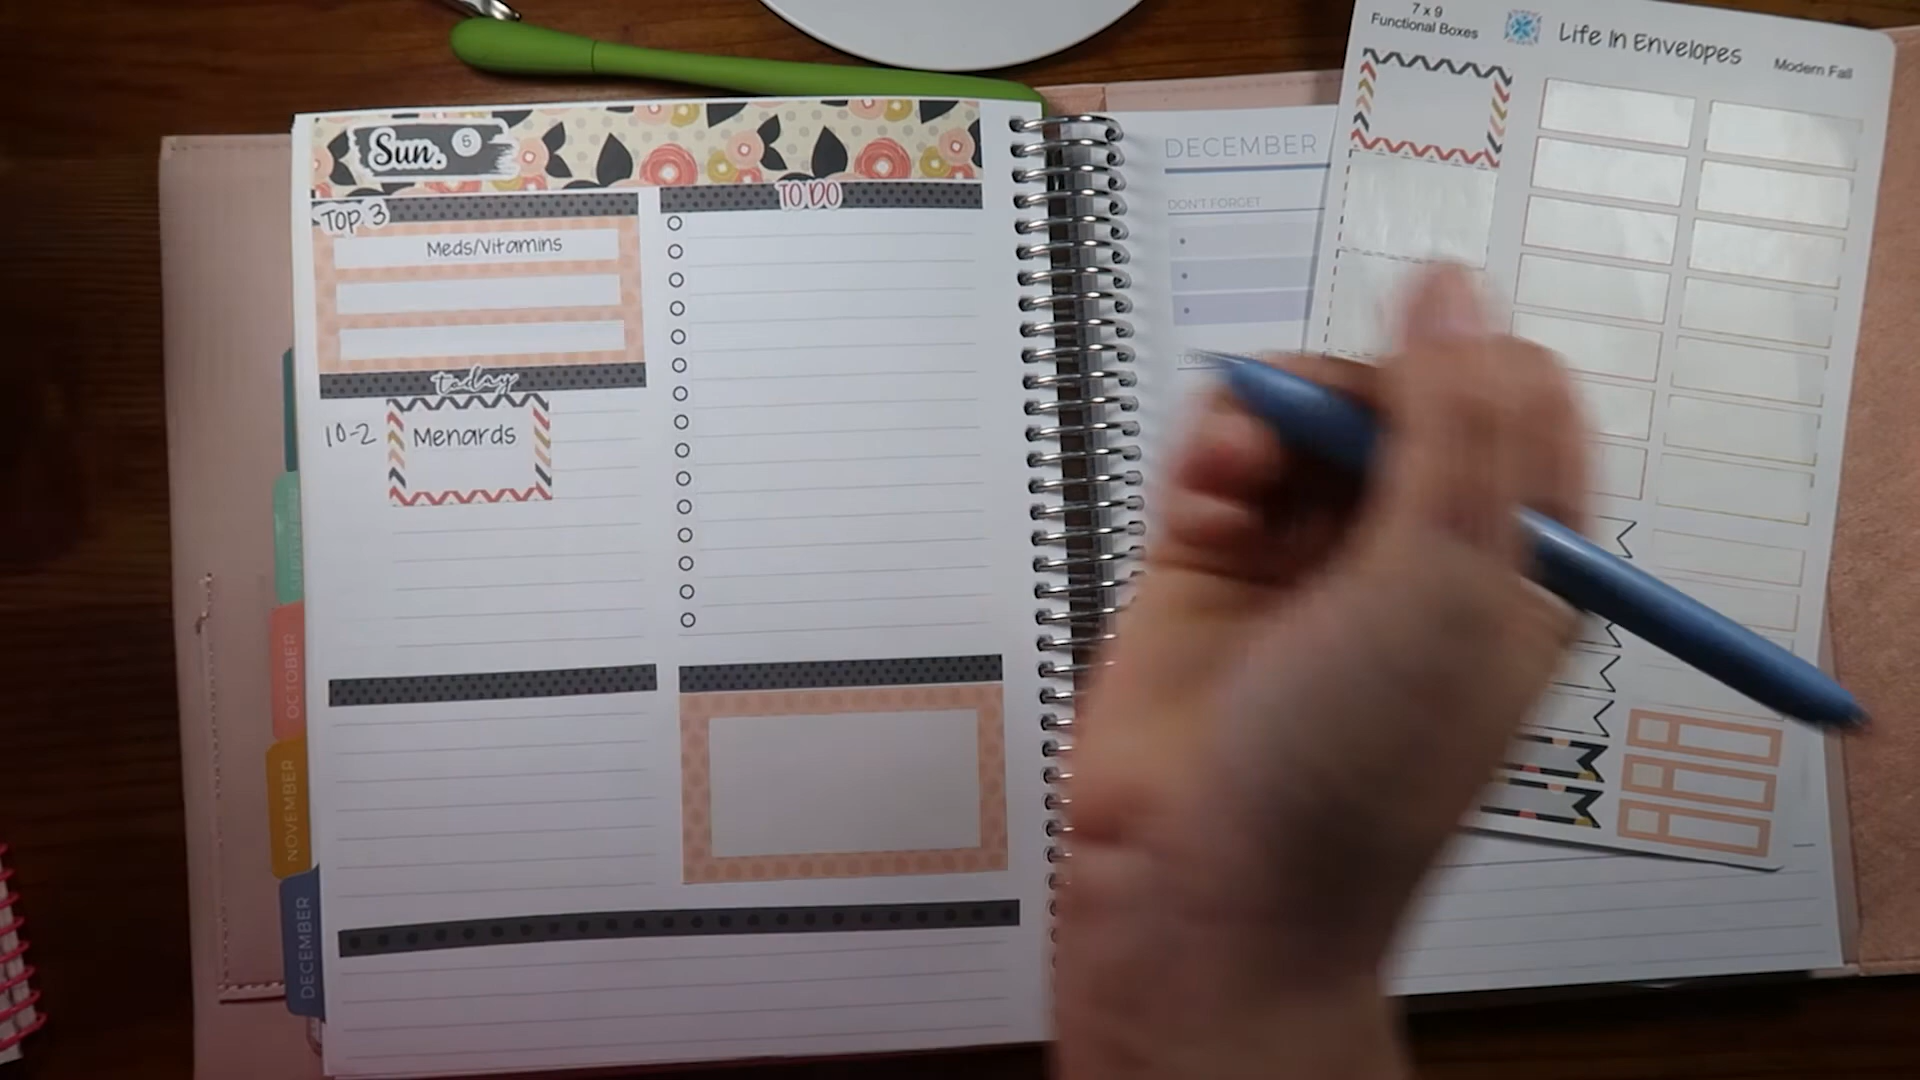 7 x 9
Functional Boxes
Life In Envelopes
Modern Fall
Sun. 5
TO DO
TOP 3
Meds/Vitamins
today
10-2 Menards
DECEMBER
DON'T FORGET
OCTOBER
NOVEMBER
DECEMBER